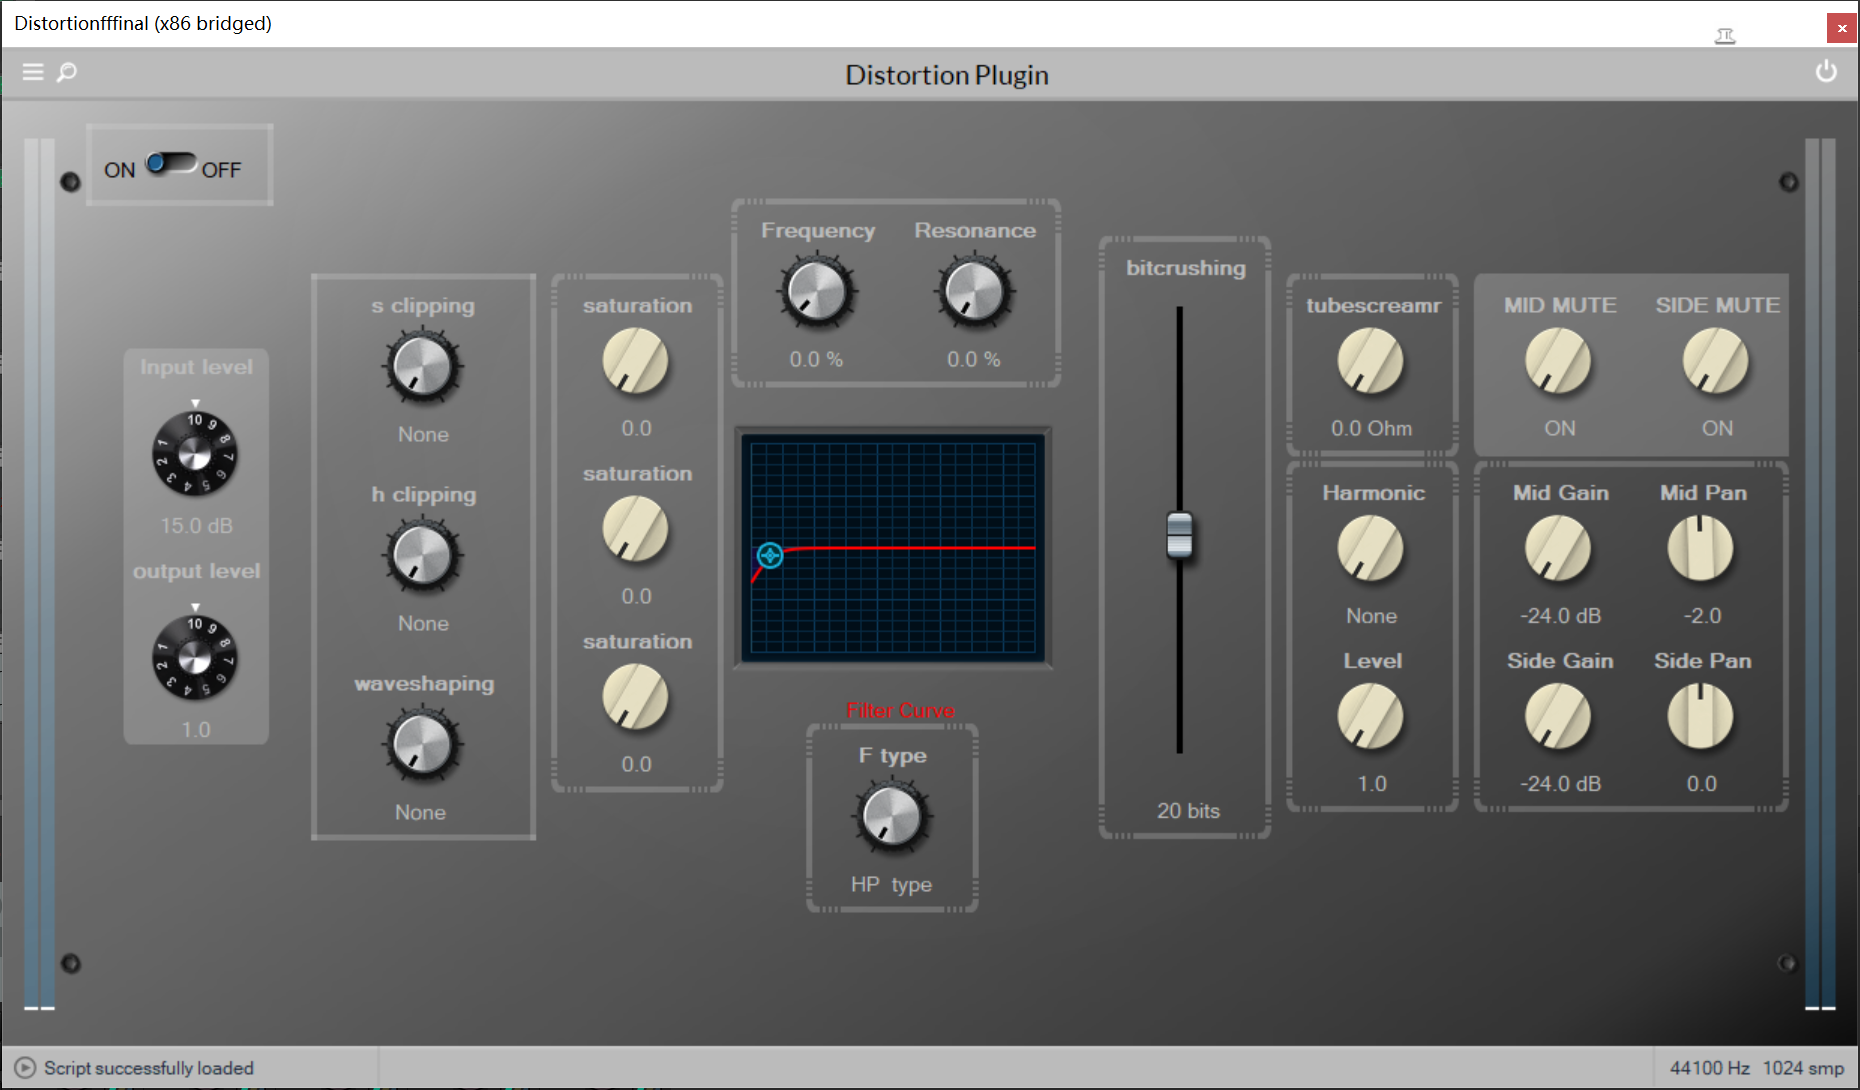 Distortionfffinal (x86 bridged)
Distortion Plugin
ON OFF
Input level
10 9 8 7 6 5 4 3 2 1
15.0 dB
output level
10 9 8 7 6 5 4 3 2 1
1.0
s clipping
None
h clipping
None
waveshaping
None
saturation
0.0
saturation
0.0
saturation
0.0
Frequency Resonance
0.0 % 0.0 %
Filter Curve
F type
HP type
bitcrushing
20 bits
tubescreamr
0.0 Ohm
Harmonic
None
Level
1.0
MID MUTE SIDE MUTE
ON ON
Mid Gain Mid Pan
-24.0 dB -2.0
Side Gain Side Pan
-24.0 dB 0.0
Script successfully loaded
44100 Hz 1024 smp